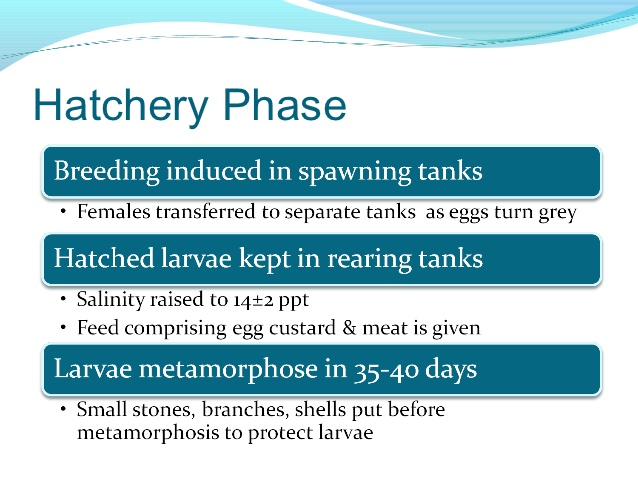 Hatchery Phase
Breeding induced in spawning tanks
• Females transferred to separate tanks as eggs turn grey
Hatched larvae kept in rearing tanks
• Salinity raised to 14±2 ppt
• Feed comprising egg custard & meat is given
Larvae metamorphose in 35-40 days
• Small stones, branches, shells put before
metamorphosis to protect larvae